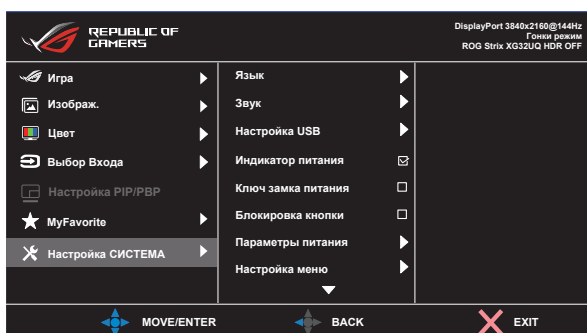 REPUBLIC OF
GAMERS
DisplayPort 3840x2160@144Hz
Гонки режим
ROG Strix XG32UQ HDR OFF
Игра
Изображ.
Цвет
Выбор Входа
Настройка PIP/PBP
MyFavorite
Настройка СИСТЕМА
Язык
Звук
Настройка USB
Индикатор питания
Ключ замка питания
Блокировка кнопки
Параметры питания
Настройка меню
MOVE/ENTER
BACK
EXIT